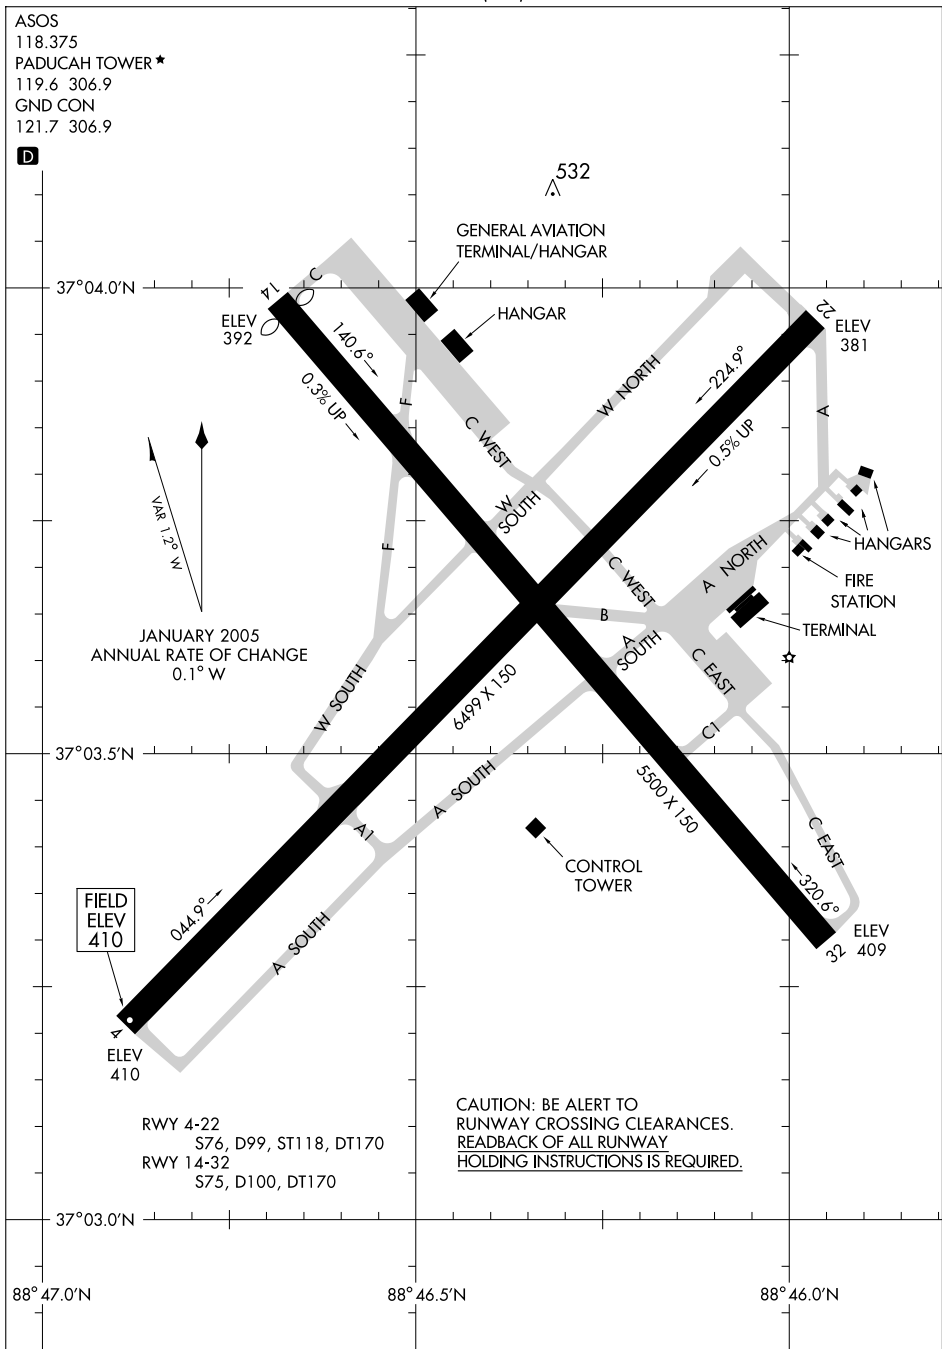 ASOS
118.375
PADUCAH TOWER ★
119.6 306.9
GND CON
121.7 306.9
D
532
GENERAL AVIATION
TERMINAL/HANGAR
HANGAR
C
14
ELEV
392
37°04.0'N
22
ELEV
381
140.6°
0.3% UP
224.9°
0.5% UP
W NORTH
F
A
C WEST
W
SOUTH
VAR 1.2° W
F
C WEST
A NORTH
HANGARS
FIRE
STATION
B
TERMINAL
A
SOUTH
JANUARY 2005
ANNUAL RATE OF CHANGE
0.1° W
C EAST
W SOUTH
6499 X 150
C1
37°03.5'N
A SOUTH
5500 X 150
A1
C EAST
CONTROL
TOWER
FIELD
ELEV
410
044.9°
A SOUTH
320.6°
32
ELEV
409
4
ELEV
410
RWY 4-22
S76, D99, ST118, DT170
RWY 14-32
S75, D100, DT170
CAUTION: BE ALERT TO
RUNWAY CROSSING CLEARANCES.
READBACK OF ALL RUNWAY
HOLDING INSTRUCTIONS IS REQUIRED.
37°03.0'N
88°47.0'N
88°46.5'N
88°46.0'N